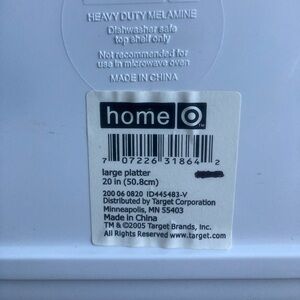 HEAVY DUTY MELAMINE
Dishwasher safe
top shelf only
Not recommended for
use in microwave oven
MADE IN CHINA
home
7 07226 31864 2
large platter
20 in (50.8cm)
200 06 0820 ID445483-V
Distributed by Target Corporation
Minneapolis, MN 55403
Made in China
TM & ©2005 Target Brands, Inc.
All Rights Reserved www.target.com